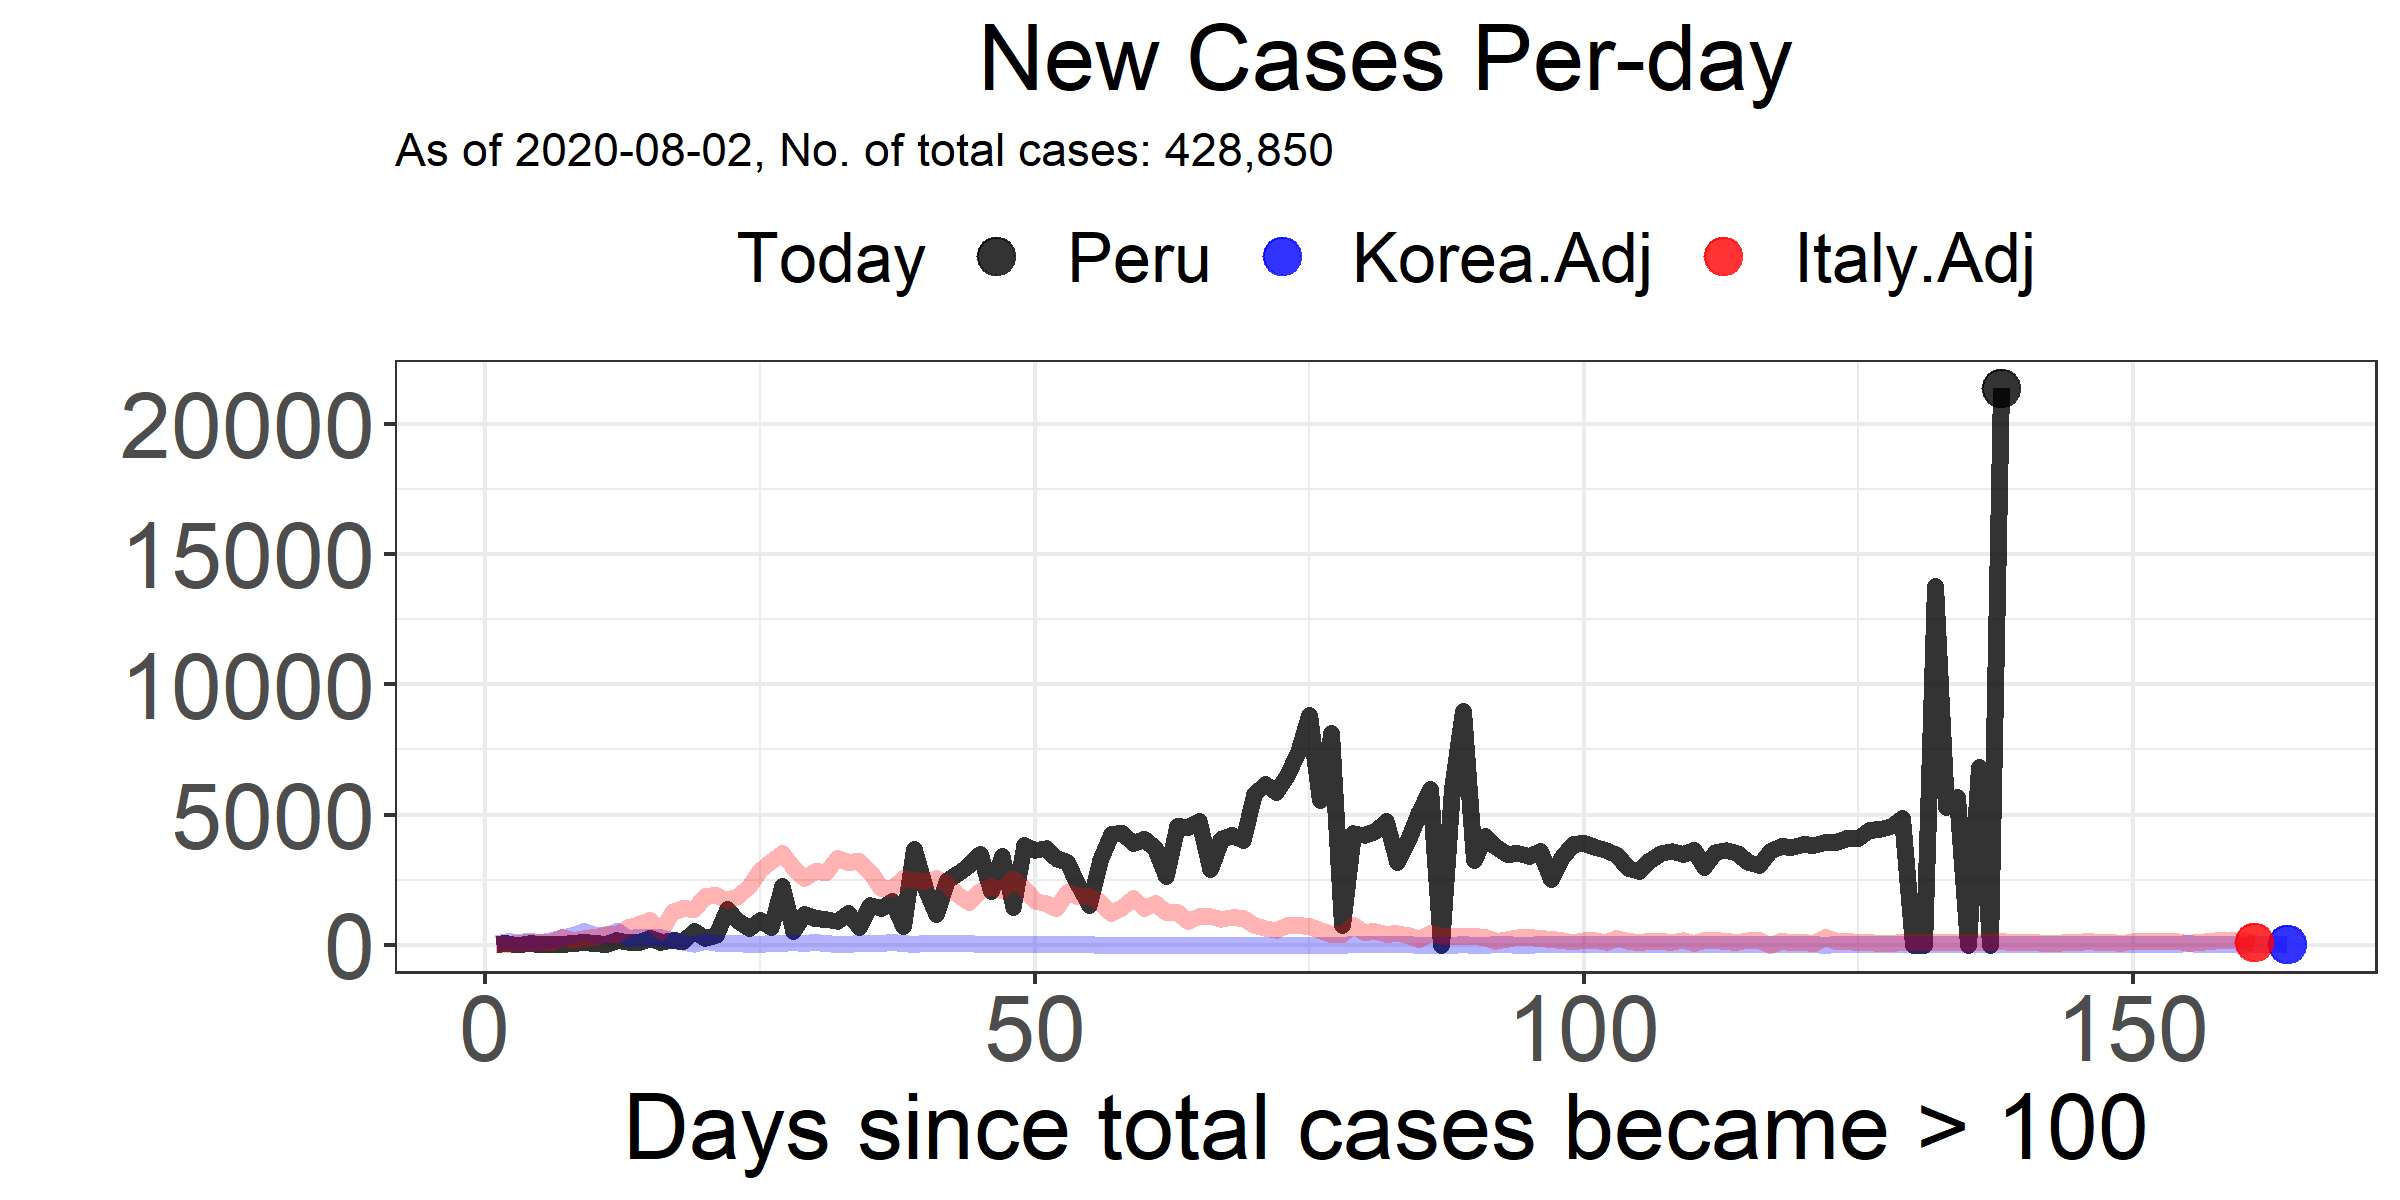 New Cases Per-day
As of 2020-08-02, No. of total cases: 428,850
Today Peru Korea.Adj Italy.Adj
20000
15000
10000
5000
0
0 50 100 150
Days since total cases became > 100